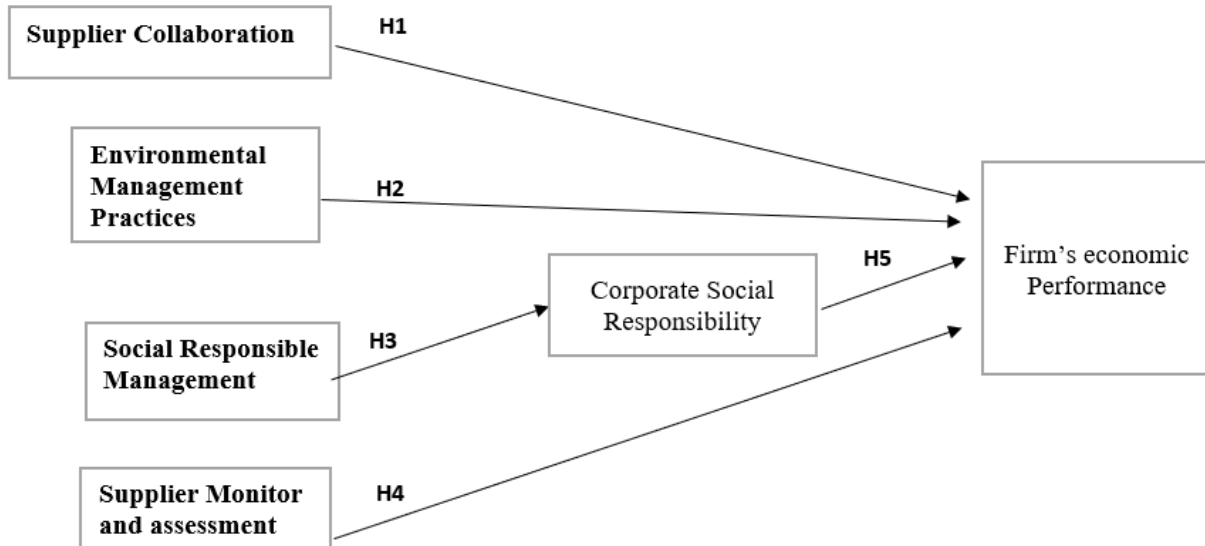 Supplier Collaboration
H1
Environmental
Management
Practices
H2
Social Responsible
Management
H3
Corporate Social
Responsibility
H5
Firm’s economic
Performance
Supplier Monitor
and assessment
H4